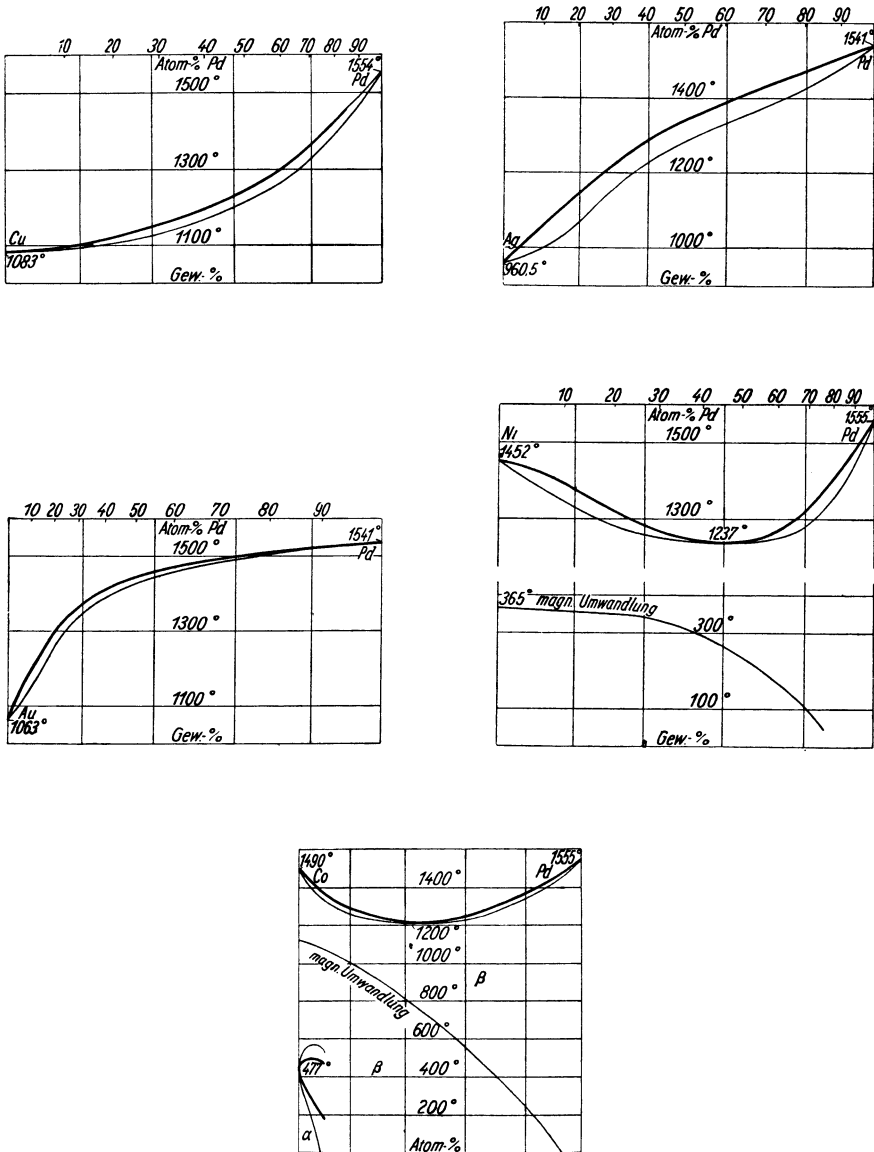 10 20 30 40 50 60 70 80 90
Atom-% Pd
1554°
Pd
1500°
1300°
Cu
1100°
1083°
Gew.-%
10 20 30 40 50 60 70 80 90
Atom-% Pd
1541°
Pd
1400°
1200°
Ag
1000°
960.5°
Gew.-%
10 20 30 40 50 60 70 80 90
Atom-% Pd
1541°
1500°
Pd
1300°
1100°
Au
1063°
Gew.-%
10 20 30 40 50 60 70 80 90
Atom-% Pd
1555°
Ni
1500°
Pd
1452°
1300°
1237°
365° magn. Umwandlung
300°
100°
Gew.-%
1490°
1555°
Co
1400°
Pd
1200°
1000°
magn. Umwandlung
β
800°
600°
477°
β
400°
200°
α
Atom-%